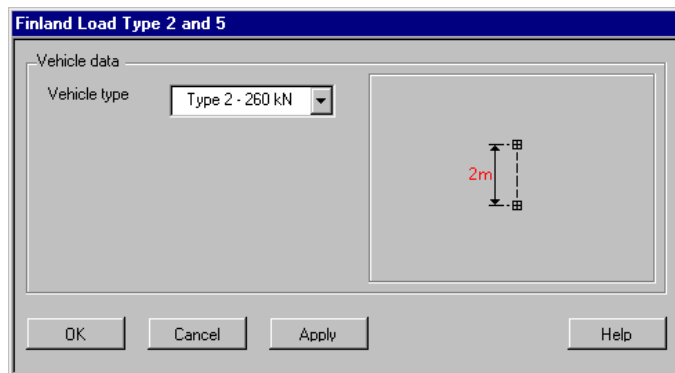 Finland Load Type 2 and 5
Vehicle data
Vehicle type
Type 2 - 260 kN
2m
OK
Cancel
Apply
Help